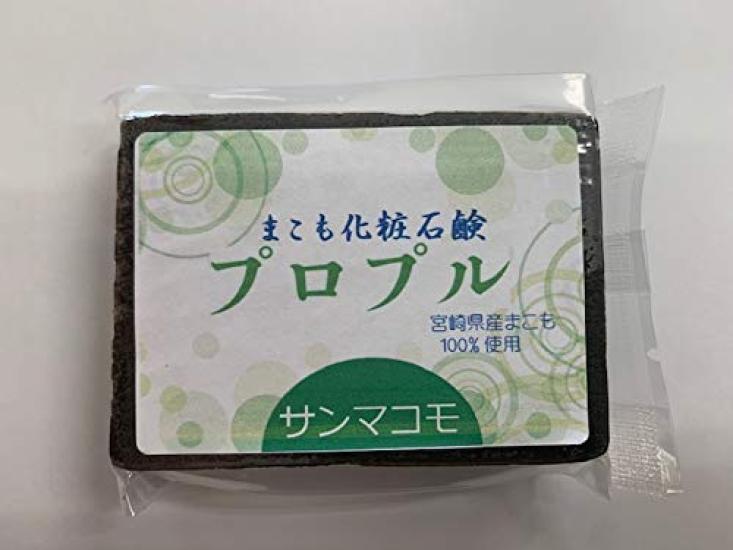 まこも化粧石鹸
プロプル
宮崎県産まこも
100%使用
サンマコモ